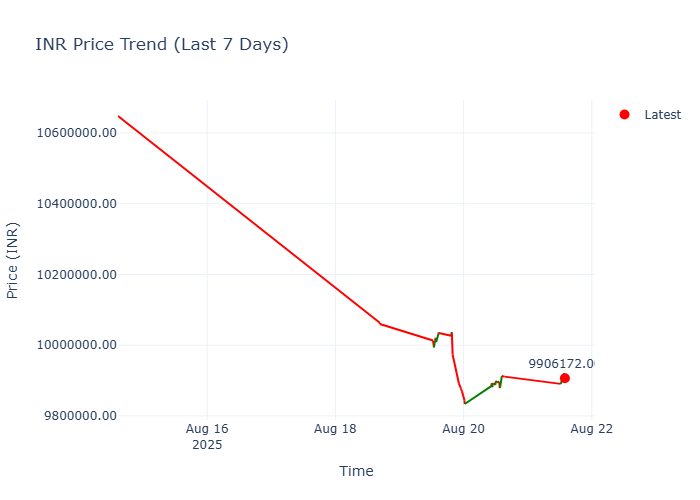 INR Price Trend (Last 7 Days)
Latest
10600000.00
10400000.00
10200000.00
10000000.00
9800000.00
Price (INR)
9906172.0
Aug 16
2025
Aug 18
Aug 20
Aug 22
Time